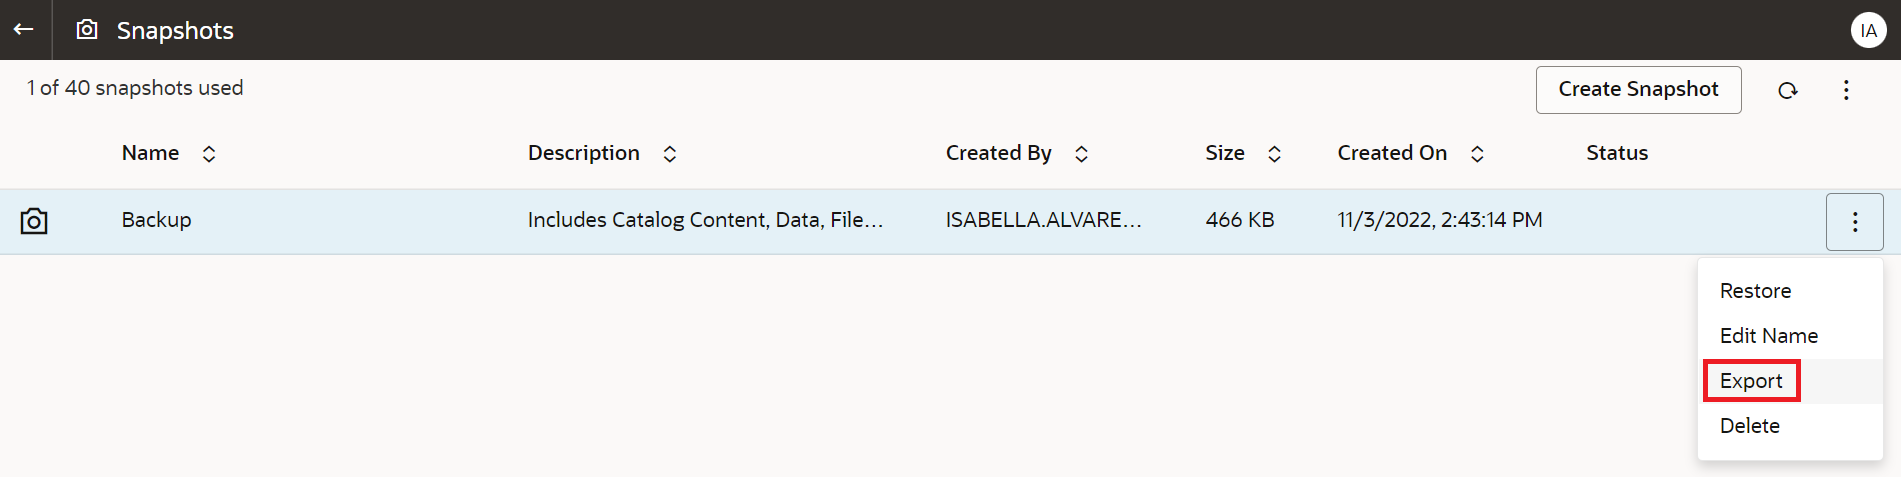 Snapshots
IA
1 of 40 snapshots used
Create Snapshot
Name Description Created By Size Created On Status
Backup Includes Catalog Content, Data, File... ISABELLA.ALVARE... 466 KB 11/3/2022, 2:43:14 PM
Restore
Edit Name
Export
Delete